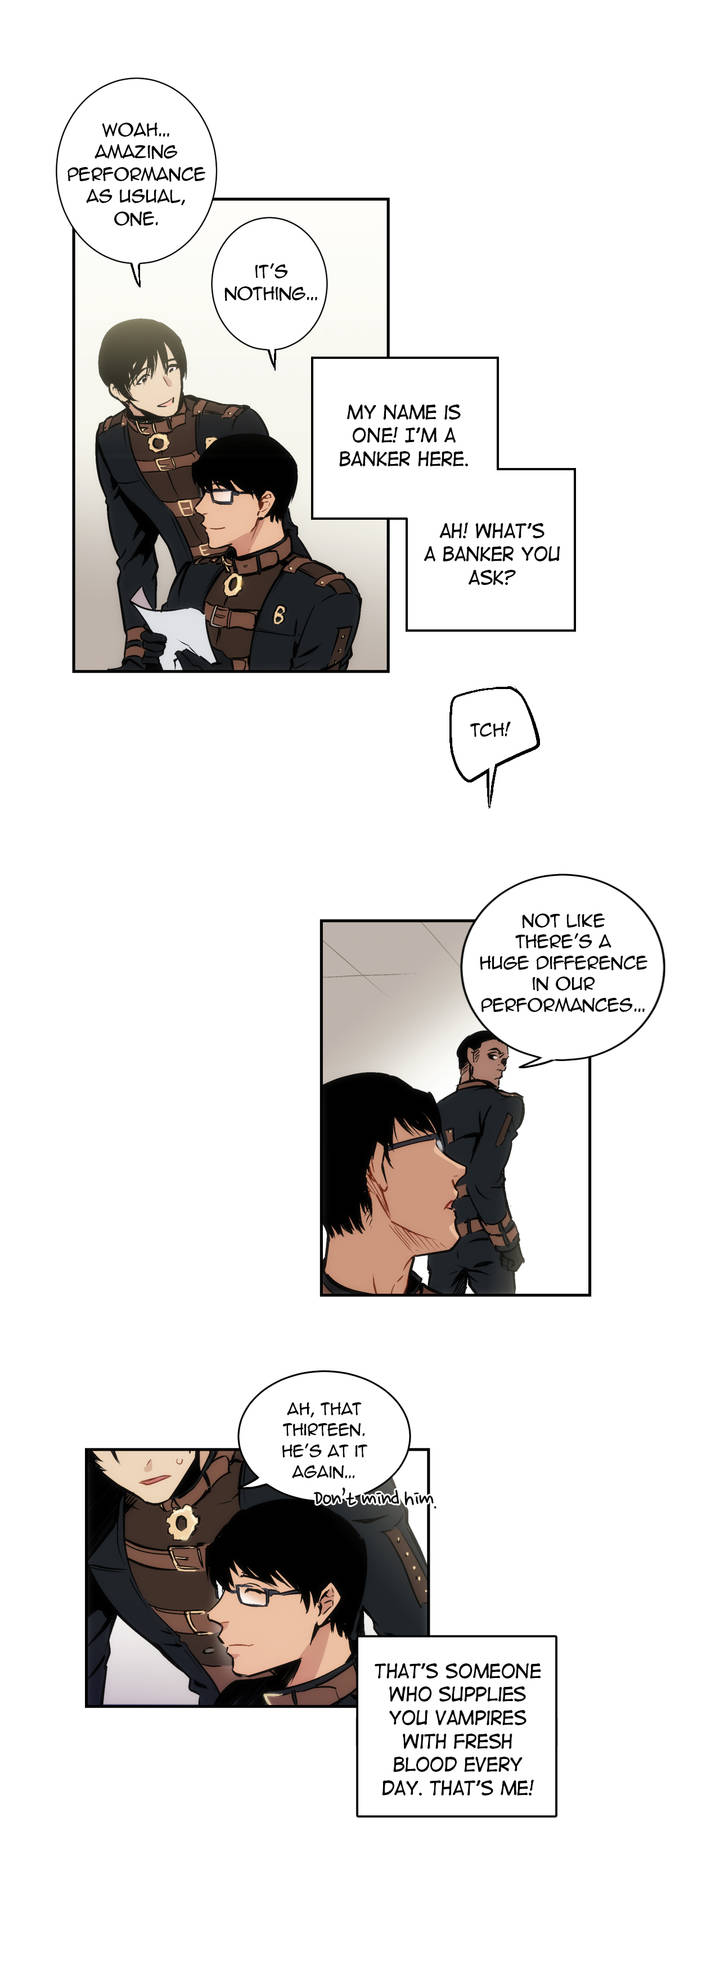 WOAH...
AMAZING
PERFORMANCE
AS USUAL,
ONE.
IT'S
NOTHING...
MY NAME IS
ONE! I'M A
BANKER HERE.
AH! WHAT'S
A BANKER YOU
ASK?
TCH!
NOT LIKE
THERE'S A
HUGE DIFFERENCE
IN OUR
PERFORMANCES...
AH, THAT
THIRTEEN.
HE'S AT IT
AGAIN...
Don't mind him.
THAT'S SOMEONE
WHO SUPPLIES
YOU VAMPIRES
WITH FRESH
BLOOD EVERY
DAY. THAT'S ME!